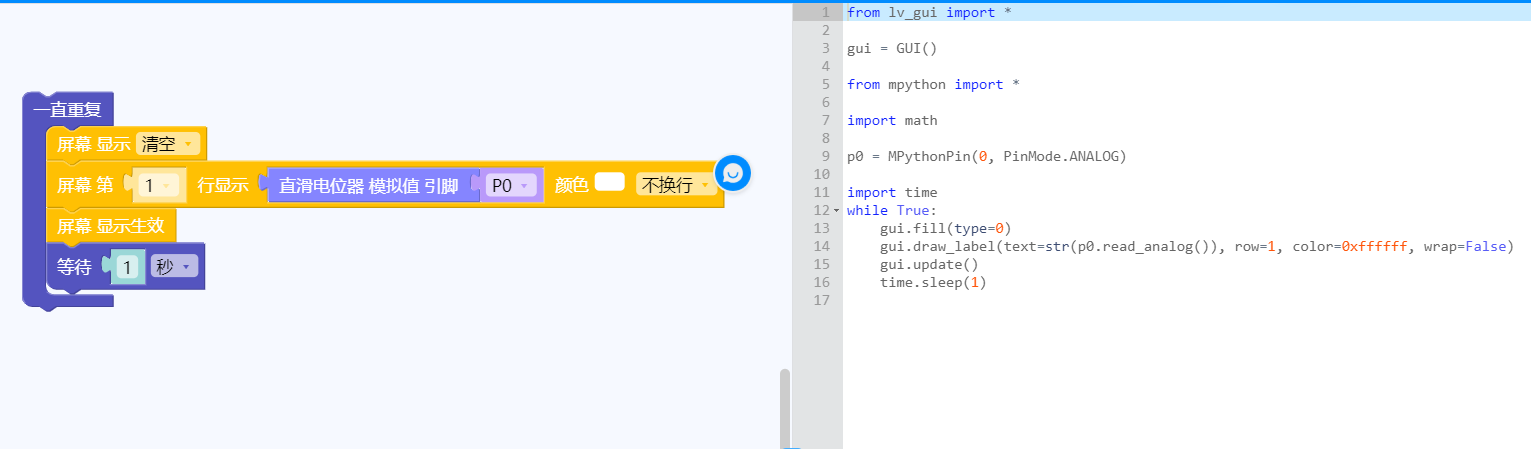 一直重复
屏幕 显示 清空
屏幕 第 1 行显示 直滑电位器 模拟值 引脚 P0 颜色 不换行
屏幕 显示生效
等待 1 秒
1 from lv_gui import *
2
3 gui = GUI()
4
5 from mpython import *
6
7 import math
8
9 p0 = MPythonPin(0, PinMode.ANALOG)
10
11 import time
12 while True:
13     gui.fill(type=0)
14     gui.draw_label(text=str(p0.read_analog()), row=1, color=0xffffff, wrap=False)
15     gui.update()
16     time.sleep(1)
17